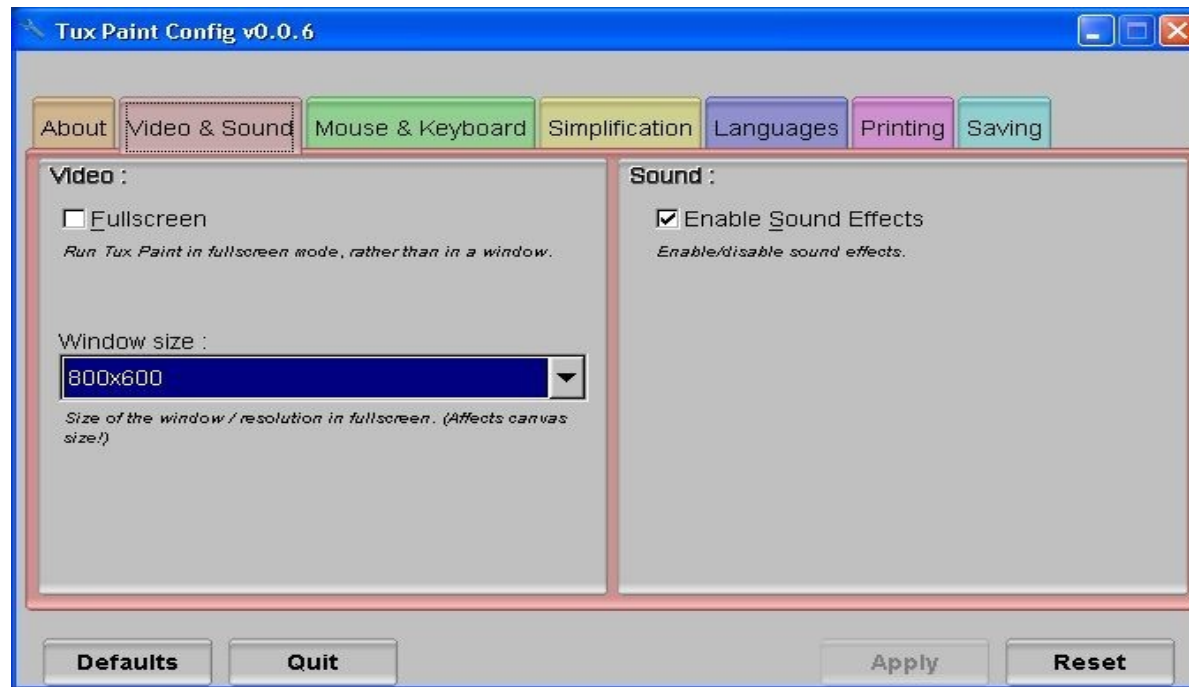 Tux Paint Config v0.0.6
About Video & Sound Mouse & Keyboard Simplification Languages Printing Saving
Video :
Fullscreen
Run Tux Paint in fullscreen mode, rather than in a window.
Window size :
800x600
Size of the window / resolution in fullscreen. (Affects canvas
size!)
Sound :
Enable Sound Effects
Enable/disable sound effects.
Defaults Quit Apply Reset